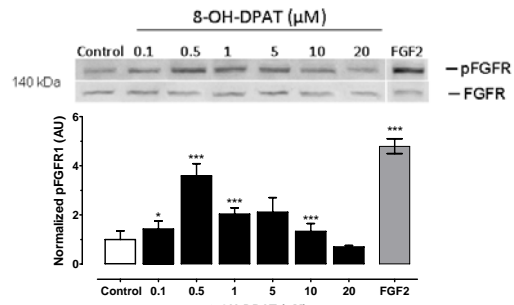 8-OH-DPAT (µM)
Control 0.1 0.5 1 5 10 20 FGF2
140 kDa
pFGFR
FGFR
Normalized pFGFR1 (AU)
6
4
2
0
* *** *** *** ***
Control 0.1 0.5 1 5 10 20 FGF2